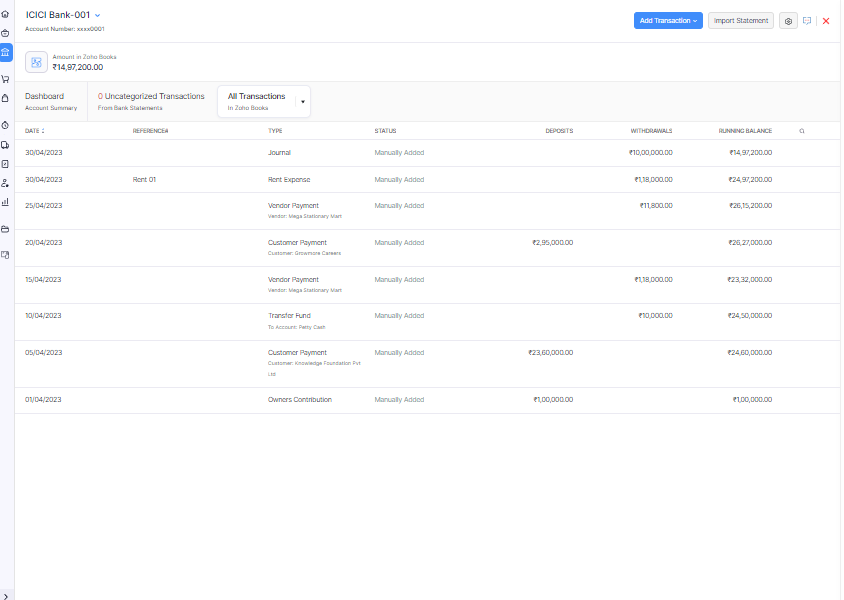 ICICI Bank-001
Account Number: xxxx0001
Add Transaction
Import Statement
Amount in Zoho Books
₹14,97,200.00
Dashboard
Account Summary
0 Uncategorized Transactions
From Bank Statements
All Transactions
In Zoho Books
DATE REFERENCE# TYPE STATUS DEPOSITS WITHDRAWALS RUNNING BALANCE
30/04/2023 Journal Manually Added ₹10,00,000.00 ₹14,97,200.00
30/04/2023 Rent 01 Rent Expense Manually Added ₹1,18,000.00 ₹24,97,200.00
25/04/2023 Vendor Payment Manually Added ₹11,800.00 ₹26,15,200.00
Vendor: Mega Stationary Mart
20/04/2023 Customer Payment Manually Added ₹2,95,000.00 ₹26,27,000.00
Customer: Growmore Careers
15/04/2023 Vendor Payment Manually Added ₹1,18,000.00 ₹23,32,000.00
Vendor: Mega Stationary Mart
10/04/2023 Transfer Fund Manually Added ₹10,000.00 ₹24,50,000.00
To Account: Petty Cash
05/04/2023 Customer Payment Manually Added ₹23,60,000.00 ₹24,60,000.00
Customer: Knowledge Foundation Pvt
Ltd
01/04/2023 Owners Contribution Manually Added ₹1,00,000.00 ₹1,00,000.00